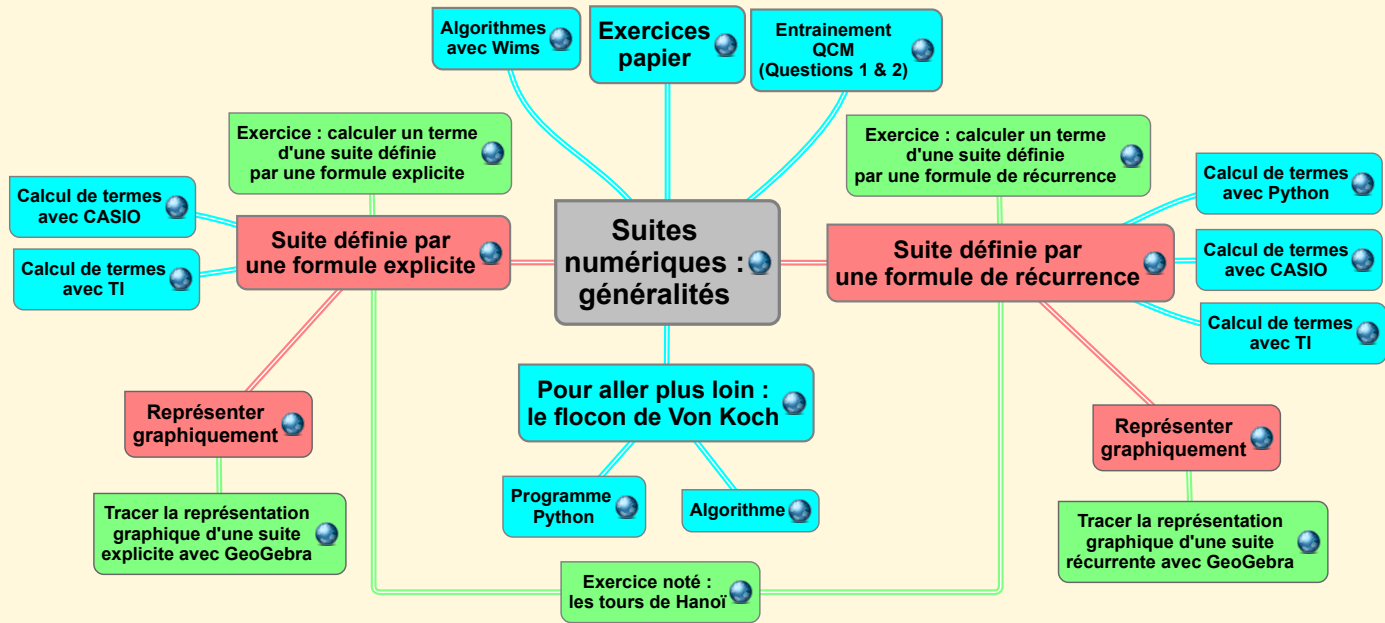 Algorithmes
avec Wims
Exercices
papier
Entrainement
QCM
(Questions 1 & 2)
Exercice : calculer un terme
d'une suite définie
par une formule explicite
Exercice : calculer un terme
d'une suite définie
par une formule de récurrence
Calcul de termes
avec CASIO
Calcul de termes
avec TI
Suite définie par
une formule explicite
Suites
numériques :
généralités
Suite définie par
une formule de récurrence
Calcul de termes
avec Python
Calcul de termes
avec CASIO
Calcul de termes
avec TI
Pour aller plus loin :
le flocon de Von Koch
Représenter
graphiquement
Représenter
graphiquement
Programme
Python
Algorithme
Tracer la représentation
graphique d'une suite
explicite avec GeoGebra
Tracer la représentation
graphique d'une suite
récurrente avec GeoGebra
Exercice noté :
les tours de Hanoï